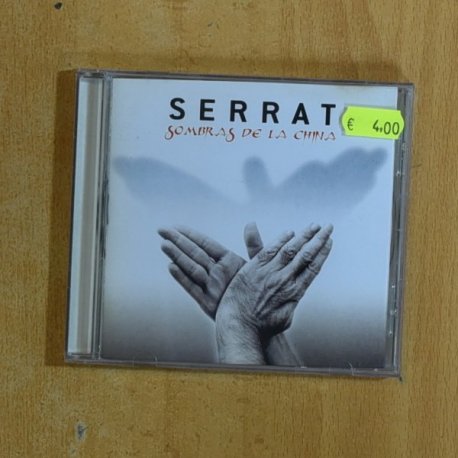 SERRAT
SOMBRAS DE LA CHINA
€ 4,00